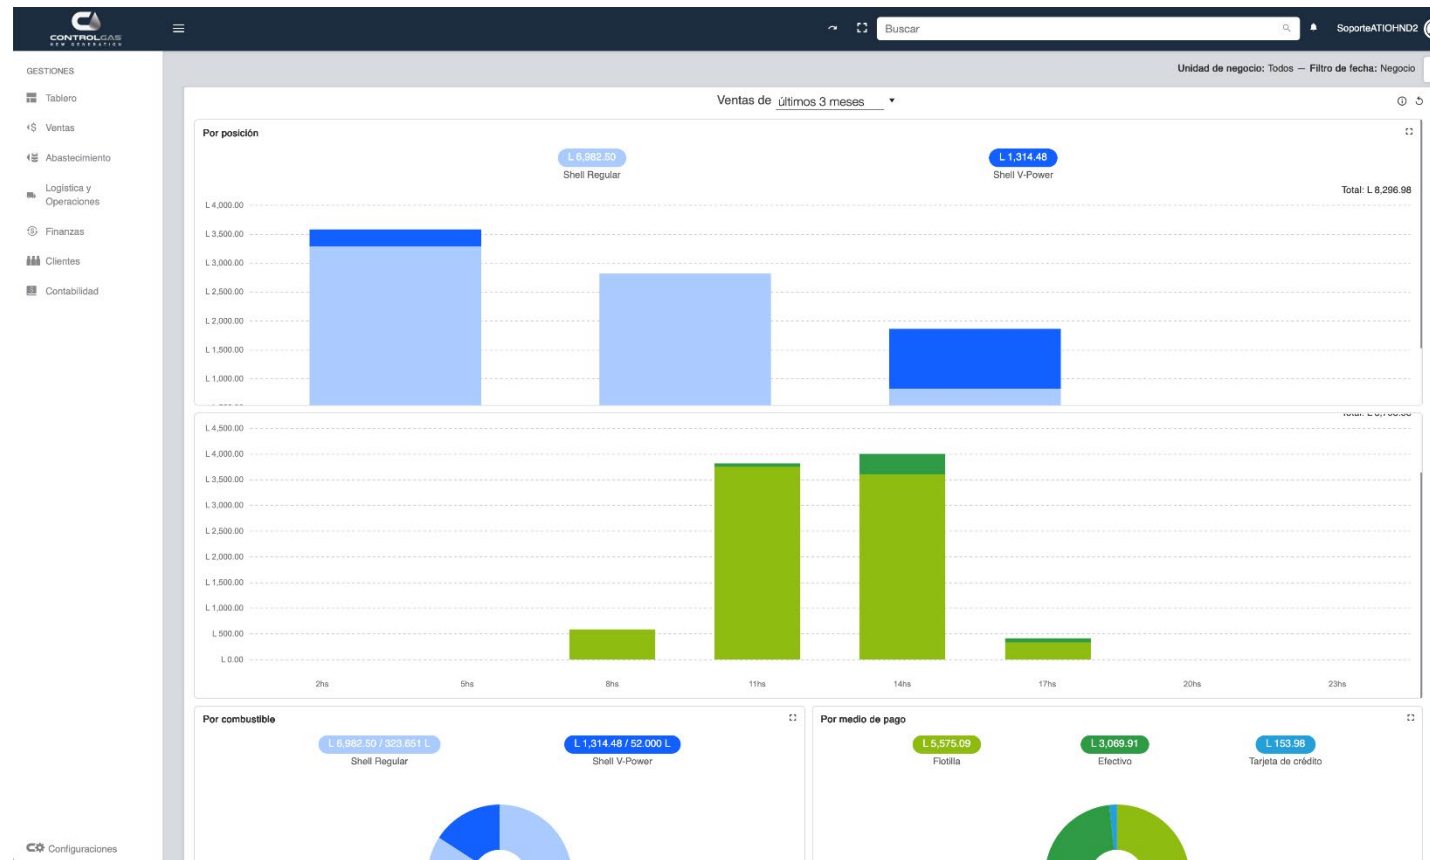 CONTROLGAS
NEW GENERATION
Buscar
SoporteATIOHND2
GESTIONES
Unidad de negocio: Todos — Filtro de fecha: Negocio
Tablero
Ventas
Abastecimiento
Logistica y
Operaciones
Finanzas
Clientes
Contabilidad
Configuraciones
Ventas de últimos 3 meses
Por posición
L 6,982.50
Shell Regular
L 1,314.48
Shell V-Power
Total: L 8,296.98
L 4,000.00
L 3,500.00
L 3,000.00
L 2,500.00
L 2,000.00
L 1,500.00
L 1,000.00
L 4,500.00
L 4,000.00
L 3,500.00
L 3,000.00
L 2,500.00
L 2,000.00
L 1,500.00
L 1,000.00
L 500.00
L 0.00
2hs 5hs 8hs 11hs 14hs 17hs 20hs 23hs
Por combustible
L 6,982.50 / 323.651 L
Shell Regular
L 1,314.48 / 52.000 L
Shell V-Power
Por medio de pago
L 5,575.09
Flotilla
L 3,069.91
Efectivo
L 153.98
Tarjeta de crédito